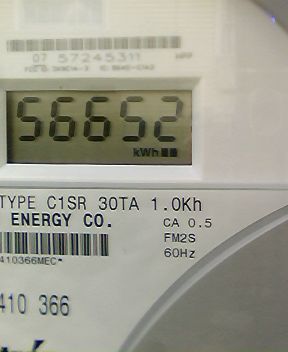 07 57245311
56652
kWh
TYPE C1SR 30TA 1.0Kh
ENERGY CO.
CA 0.5
FM2S
60Hz
410366MEC*
410 366